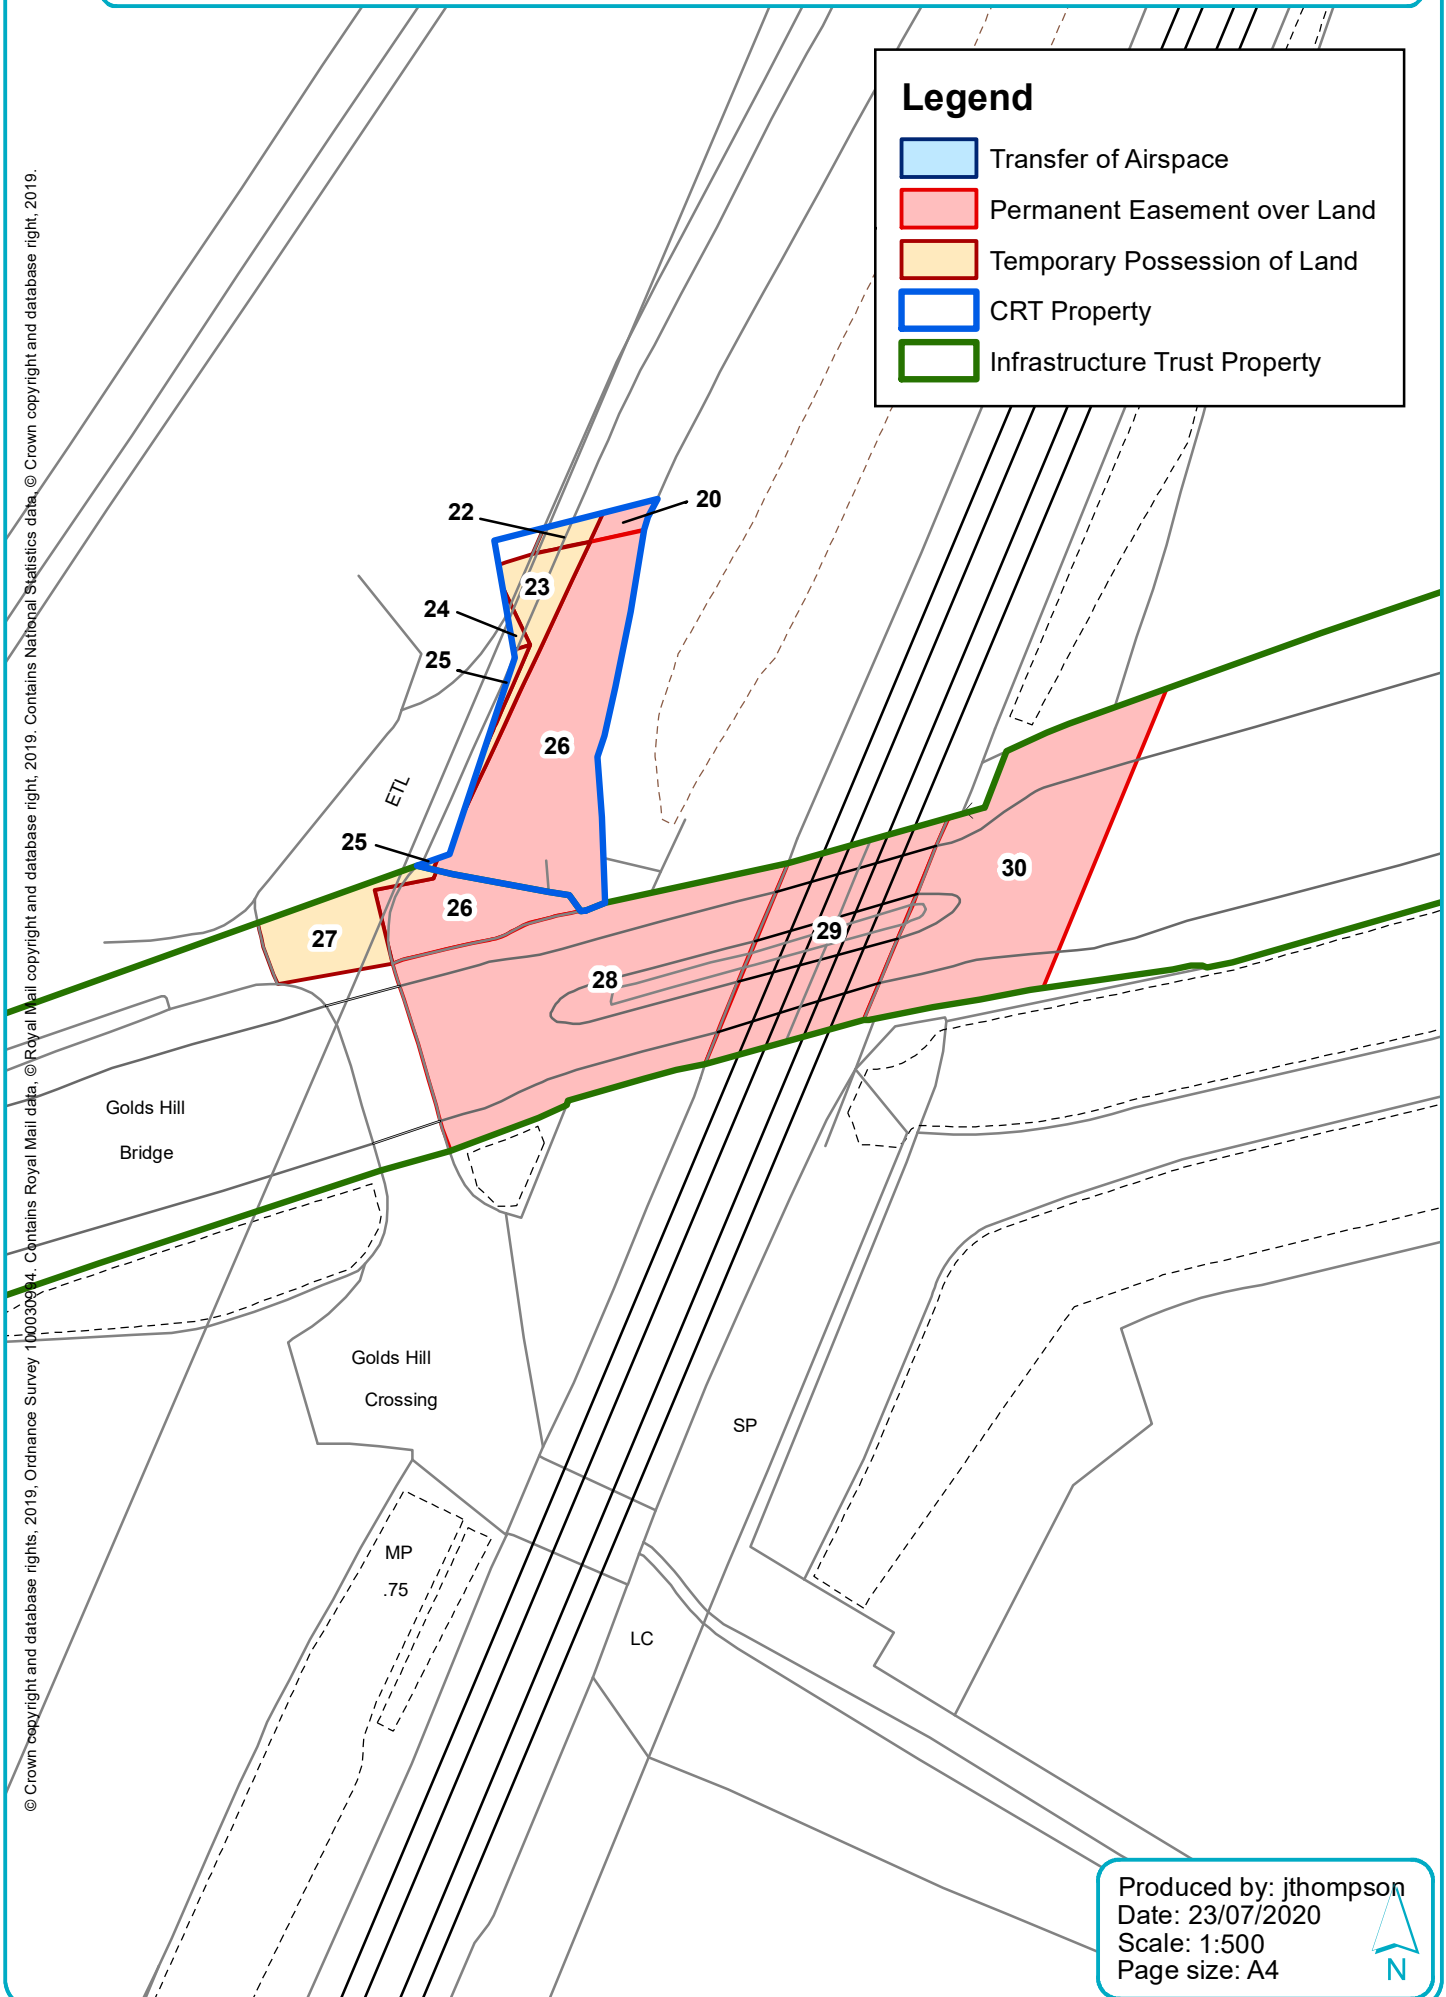 Legend
Transfer of Airspace
Permanent Easement over Land
Temporary Possession of Land
CRT Property
Infrastructure Trust Property
© Crown copyright and database rights, 2019, Ordnance Survey 100030994. Contains Royal Mail data, ©Royal Mail copyright and database right, 2019. Contains National Statistics data, © Crown copyright and database right, 2019.
20
22
23
24
25
26
ETL
25
26
27
28
29
30
Golds Hill
Bridge
Golds Hill
Crossing
SP
MP
.75
LC
Produced by: jthompson
Date: 23/07/2020
Scale: 1:500
Page size: A4
N